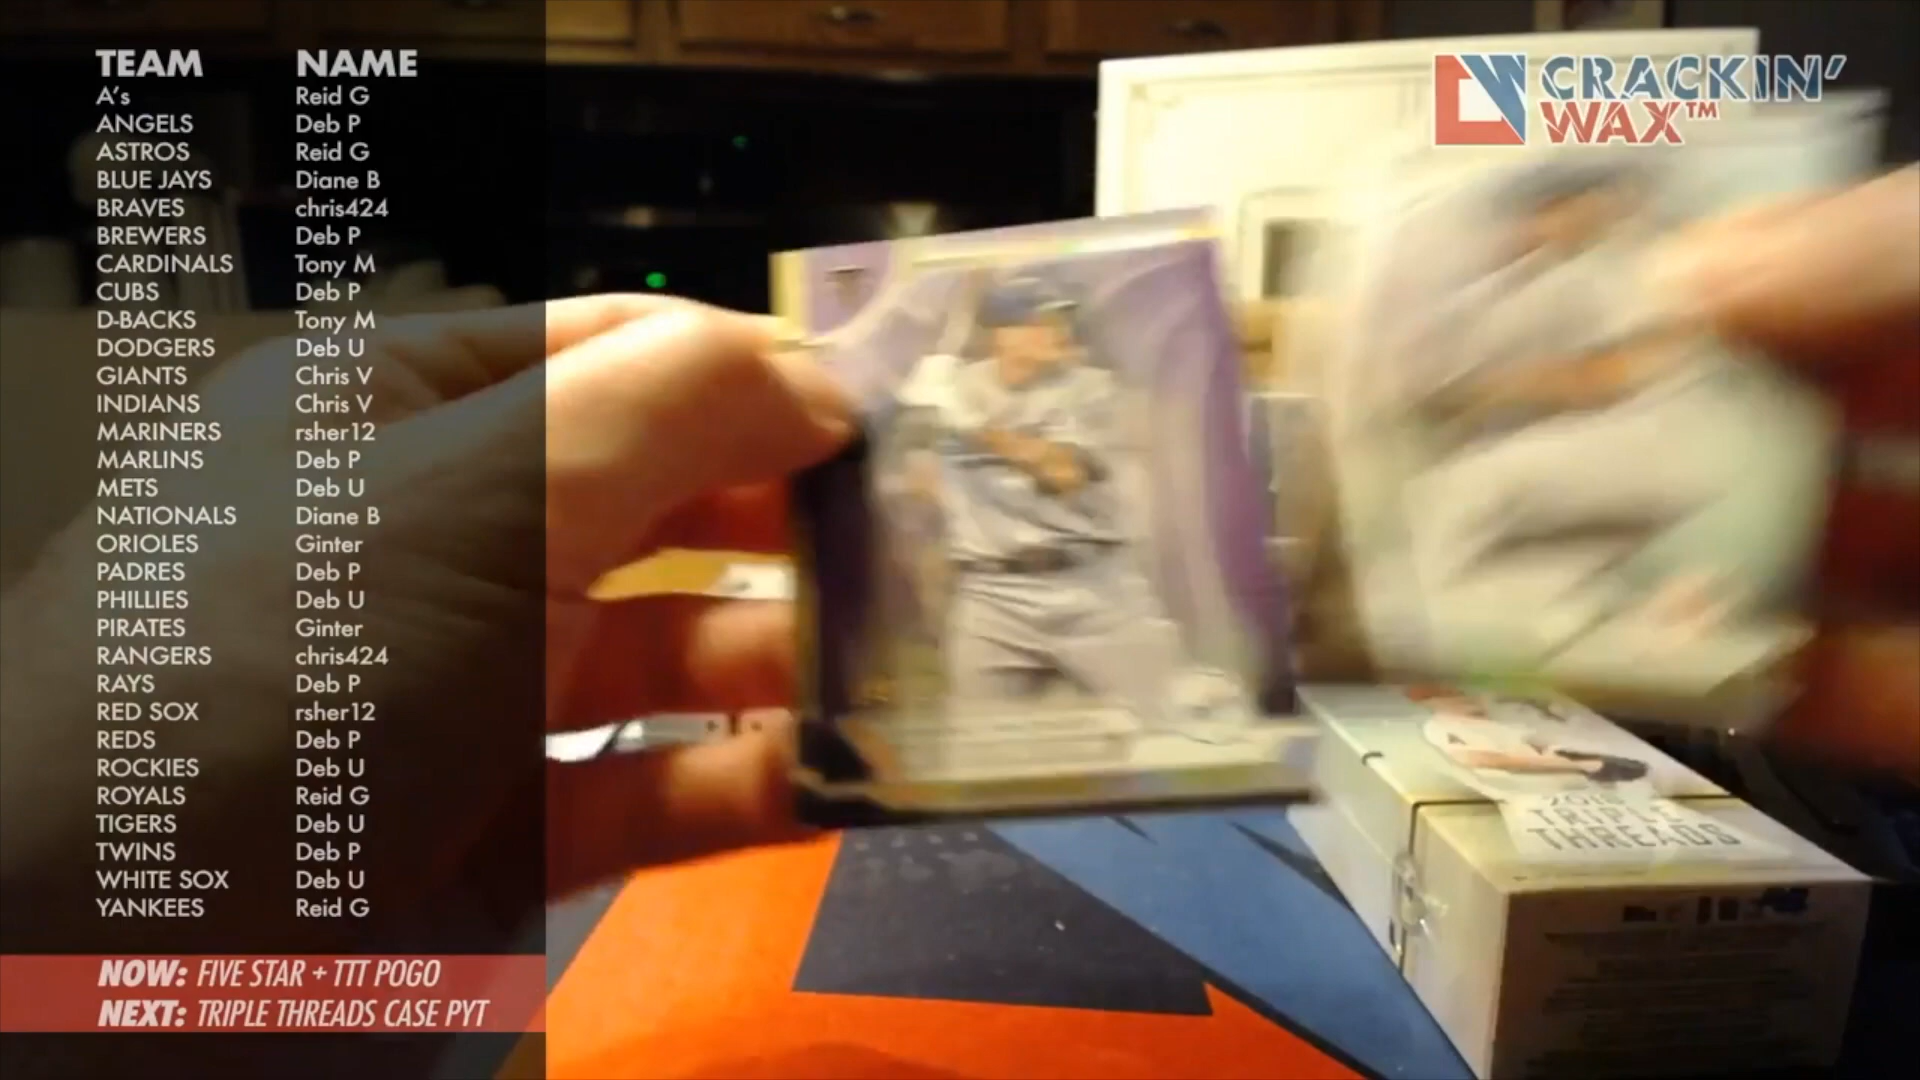 TEAM NAME
A's Reid G
ANGELS Deb P
ASTROS Reid G
BLUE JAYS Diane B
BRAVES chris424
BREWERS Deb P
CARDINALS Tony M
CUBS Deb P
D-BACKS Tony M
DODGERS Deb U
GIANTS Chris V
INDIANS Chris V
MARINERS rsher12
MARLINS Deb P
METS Deb U
NATIONALS Diane B
ORIOLES Ginter
PADRES Deb P
PHILLIES Deb U
PIRATES Ginter
RANGERS chris424
RAYS Deb P
RED SOX rsher12
REDS Deb P
ROCKIES Deb U
ROYALS Reid G
TIGERS Deb U
TWINS Deb P
WHITE SOX Deb U
YANKEES Reid G
NOW: FIVE STAR + TTT POGO
NEXT: TRIPLE THREADS CASE PYT
CRACKIN'
WAX™
TRIPLE
THREADS